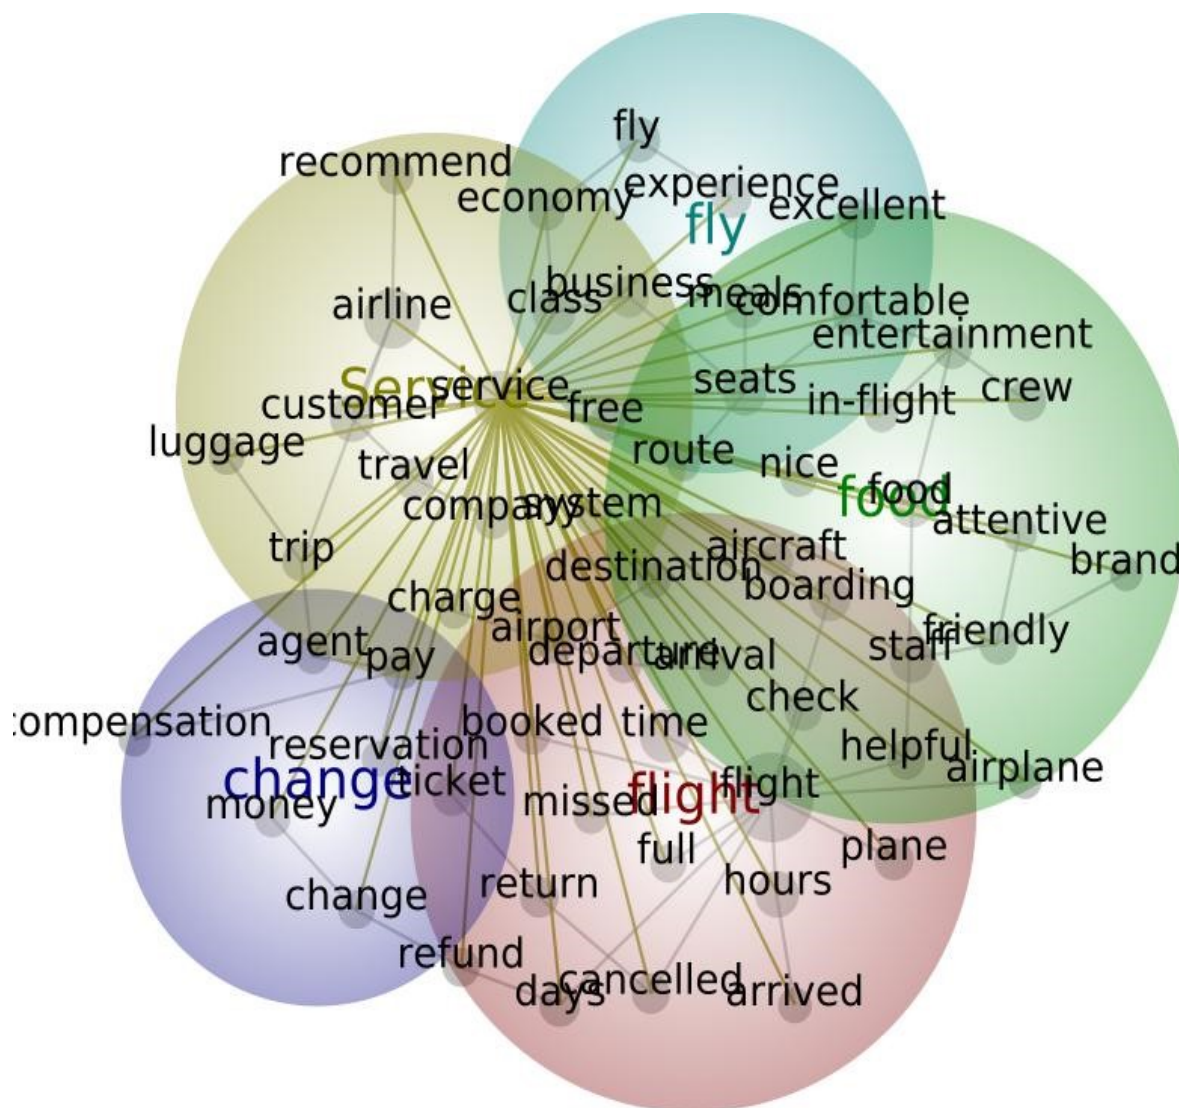 fly
recommend
experience
economy
excellent
fly
business
class
meals
comfortable
airline
entertainment
seats
Service
service
crew
customer
free
in-flight
luggage
route
travel
nice
food
food
company
system
attentive
trip
aircraft
destination
brand
boarding
charge
airport
friendly
agent
pay
departure
arrival
staff
check
compensation
booked
time
reservation
helpful
airplane
change
ticket
flight
flight
money
missed
full
plane
return
hours
change
refund
days
cancelled
arrived